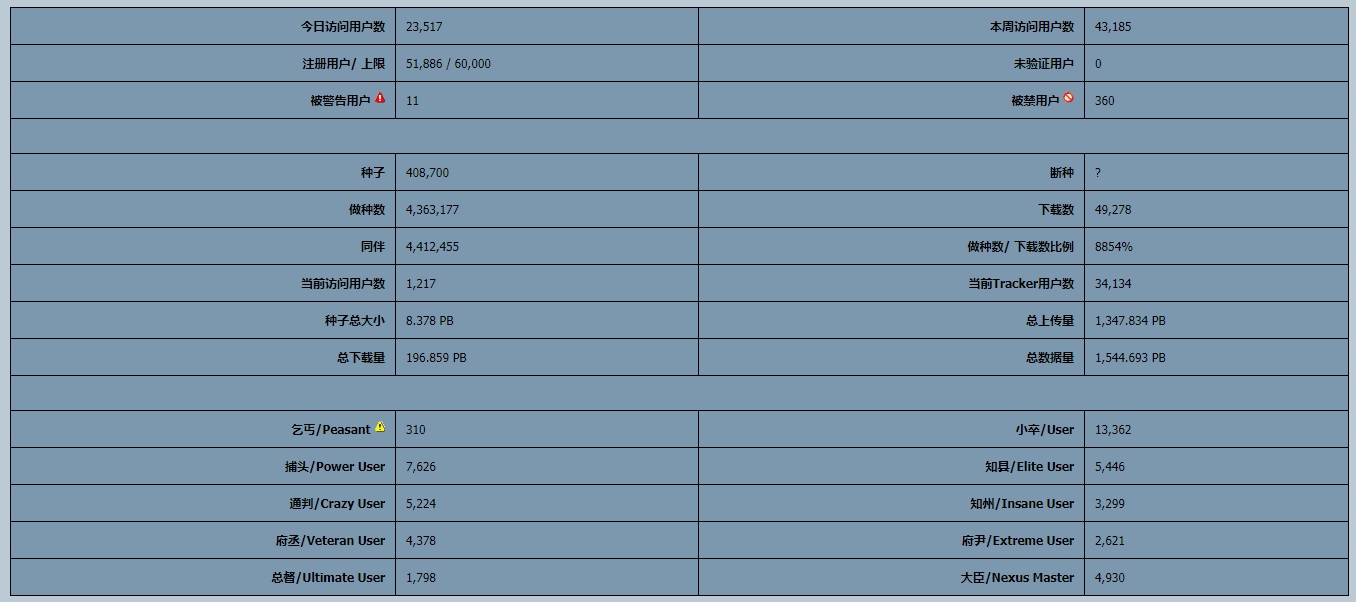 今日访问用户数 23,517 本周访问用户数 43,185
注册用户/ 上限 51,886 / 60,000 未验证用户 0
被警告用户 11 被禁用户 360
种子 408,700 断种 ?
做种数 4,363,177 下载数 49,278
同伴 4,412,455 做种数/ 下载数比例 8854%
当前访问用户数 1,217 当前Tracker用户数 34,134
种子总大小 8.378 PB 总上传量 1,347.834 PB
总下载量 196.859 PB 总数据量 1,544.693 PB
乞丐/Peasant 310 小卒/User 13,362
捕头/Power User 7,626 知县/Elite User 5,446
通判/Crazy User 5,224 知州/Insane User 3,299
府丞/Veteran User 4,378 府尹/Extreme User 2,621
总督/Ultimate User 1,798 大臣/Nexus Master 4,930